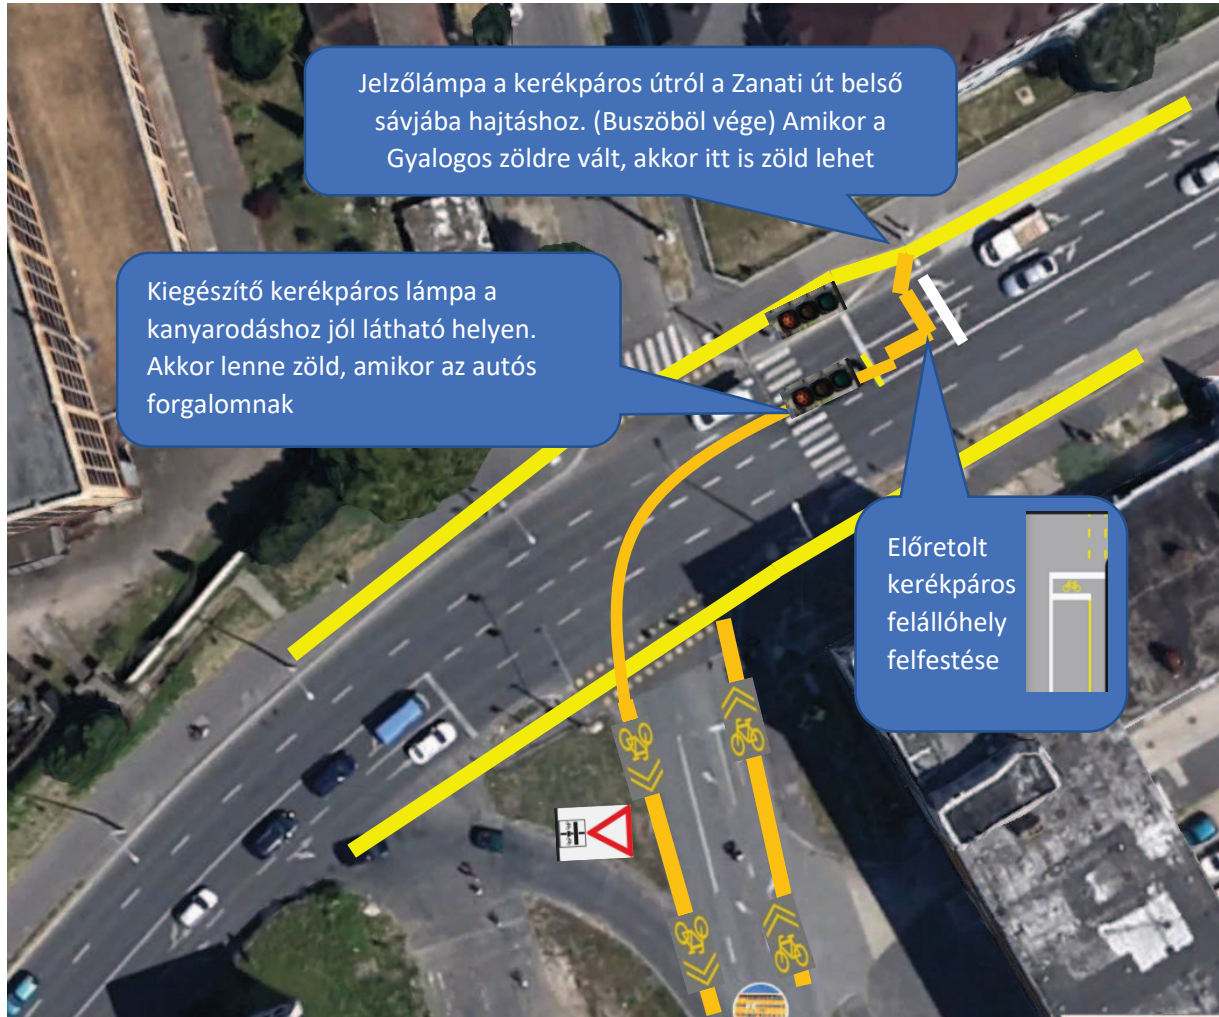 Jelzőlámpa a kerékpáros útról a Zanati út belső
sávjába hajtáshoz. (Buszöböl vége) Amikor a
Gyalogos zöldre vált, akkor itt is zöld lehet
Kiegészítő kerékpáros lámpa a
kanyarodáshoz jól látható helyen.
Akkor lenne zöld, amikor az autós
forgalomnak
Előretolt
kerékpáros
felállóhely
felfestése